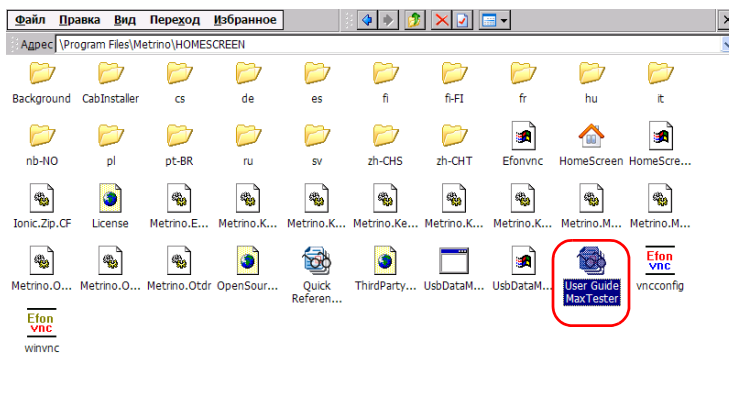 Файл Правка Вид Переход Избранное
Адрес \Program Files\Metrino\HOMESCREEN
Background CabInstaller cs de es fi fi-FI fr hu it
nb-NO pl pt-BR ru sv zh-CHS zh-CHT Efonvnc HomeScreen HomeScre...
Ionic.Zip.CF License Metrino.E... Metrino.K... Metrino.K... Metrino.Ke... Metrino.K... Metrino.K... Metrino.M... Metrino.M...
Efon
vnc
Metrino.O... Metrino.O... Metrino.Otdr OpenSour... Quick ThirdParty... UsbDataM... UsbDataM... User Guide vncconfig
Referen... MaxTester
Efon
vnc
winvnc